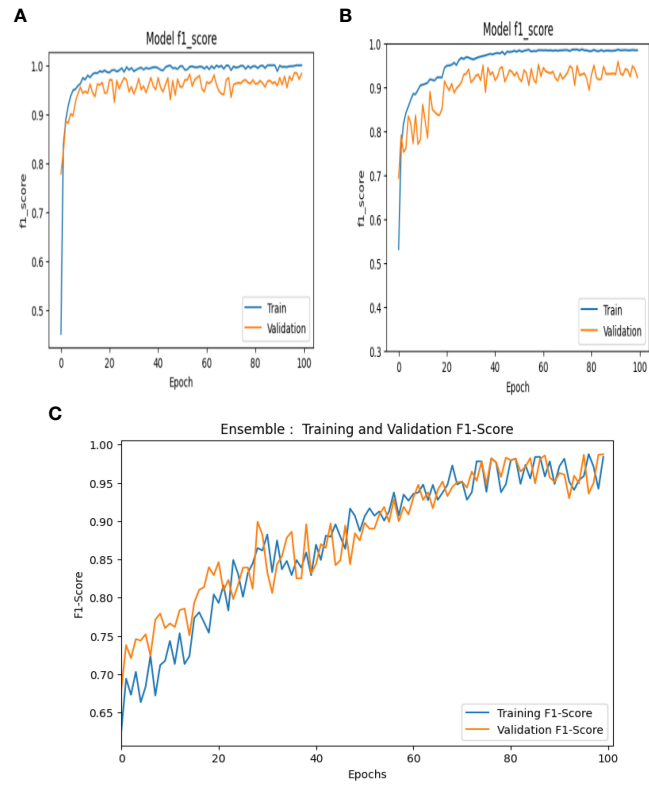 A
Model f1_score
1.0
0.9
0.8
0.7
0.6
0.5
f1_score
0
20
40
60
80
100
Epoch
Train
Validation
B
Model f1_score
1.0
0.9
0.8
0.7
0.6
0.5
0.4
0.3
f1_score
0
20
40
60
80
100
Epoch
Train
Validation
C
Ensemble : Training and Validation F1-Score
1.00
0.95
0.90
0.85
0.80
0.75
0.70
0.65
F1-Score
0
20
40
60
80
100
Epochs
Training F1-Score
Validation F1-Score